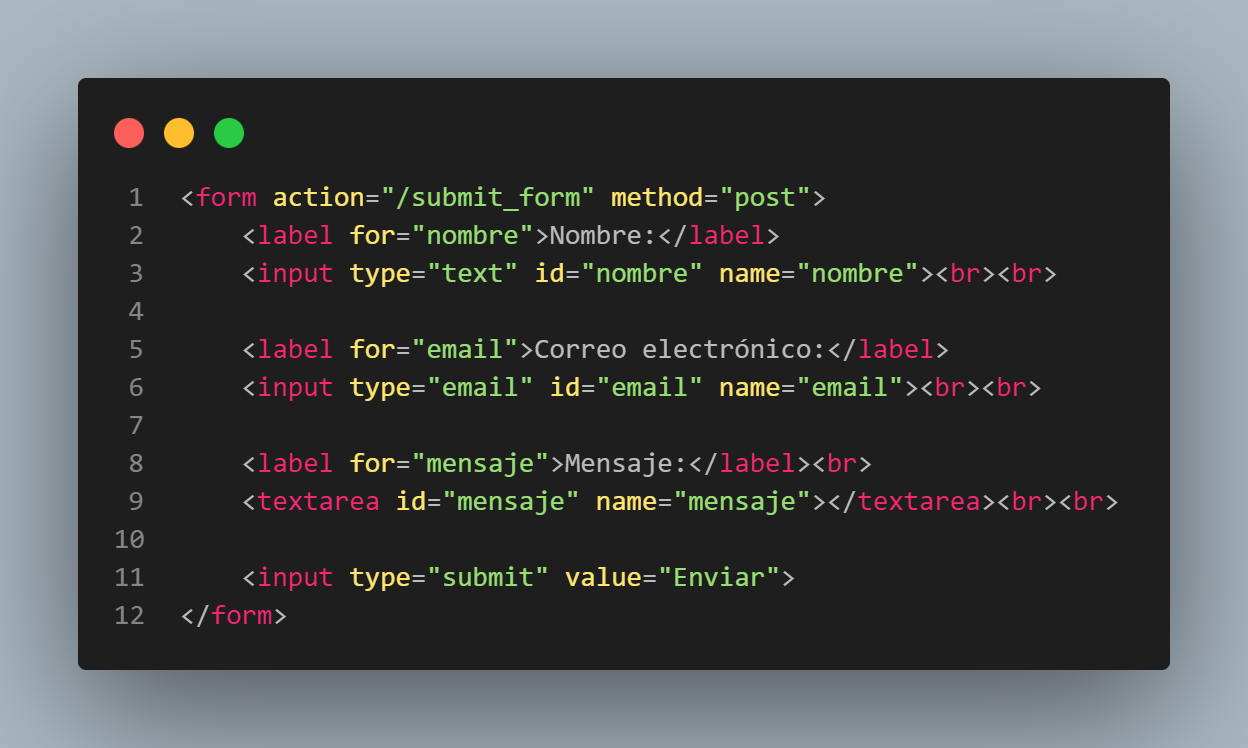 1 <form action="/submit_form" method="post">
2     <label for="nombre">Nombre:</label>
3     <input type="text" id="nombre" name="nombre"><br><br>
4
5     <label for="email">Correo electrónico:</label>
6     <input type="email" id="email" name="email"><br><br>
7
8     <label for="mensaje">Mensaje:</label><br>
9     <textarea id="mensaje" name="mensaje"></textarea><br><br>
10
11     <input type="submit" value="Enviar">
12 </form>